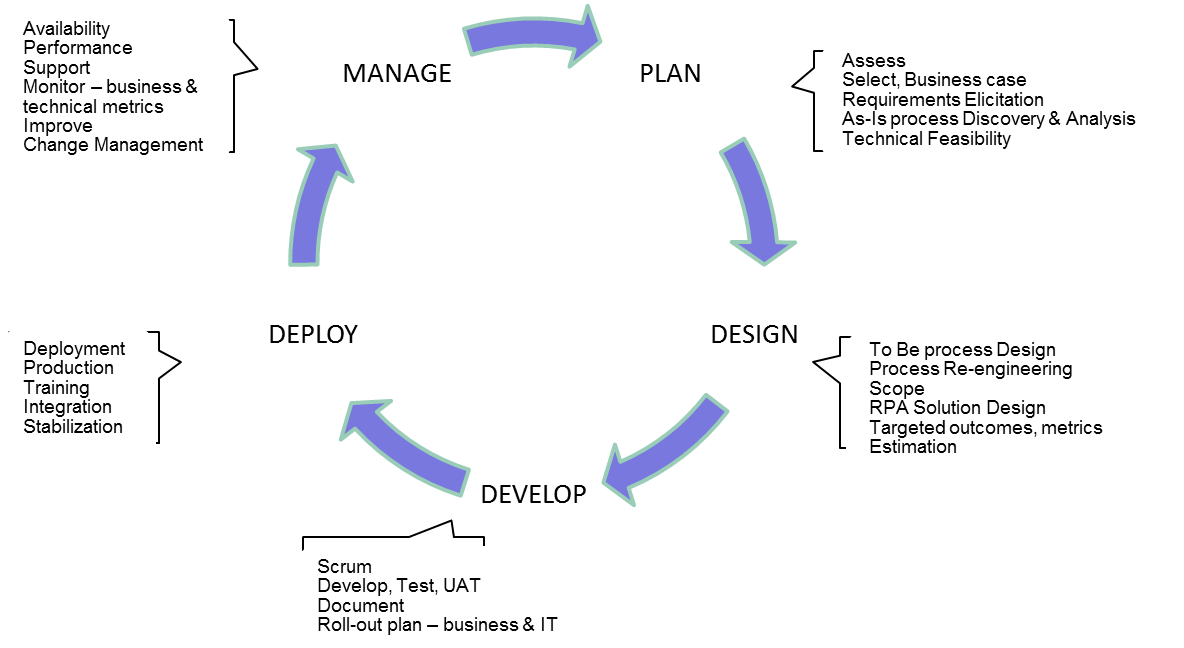 Availability
Performance
Support
Monitor – business &
technical metrics
Improve
Change Management
MANAGE
PLAN
Assess
Select, Business case
Requirements Elicitation
As-Is process Discovery & Analysis
Technical Feasibility
DEPLOY
Deployment
Production
Training
Integration
Stabilization
DESIGN
To Be process Design
Process Re-engineering
Scope
RPA Solution Design
Targeted outcomes, metrics
Estimation
DEVELOP
Scrum
Develop, Test, UAT
Document
Roll-out plan – business & IT